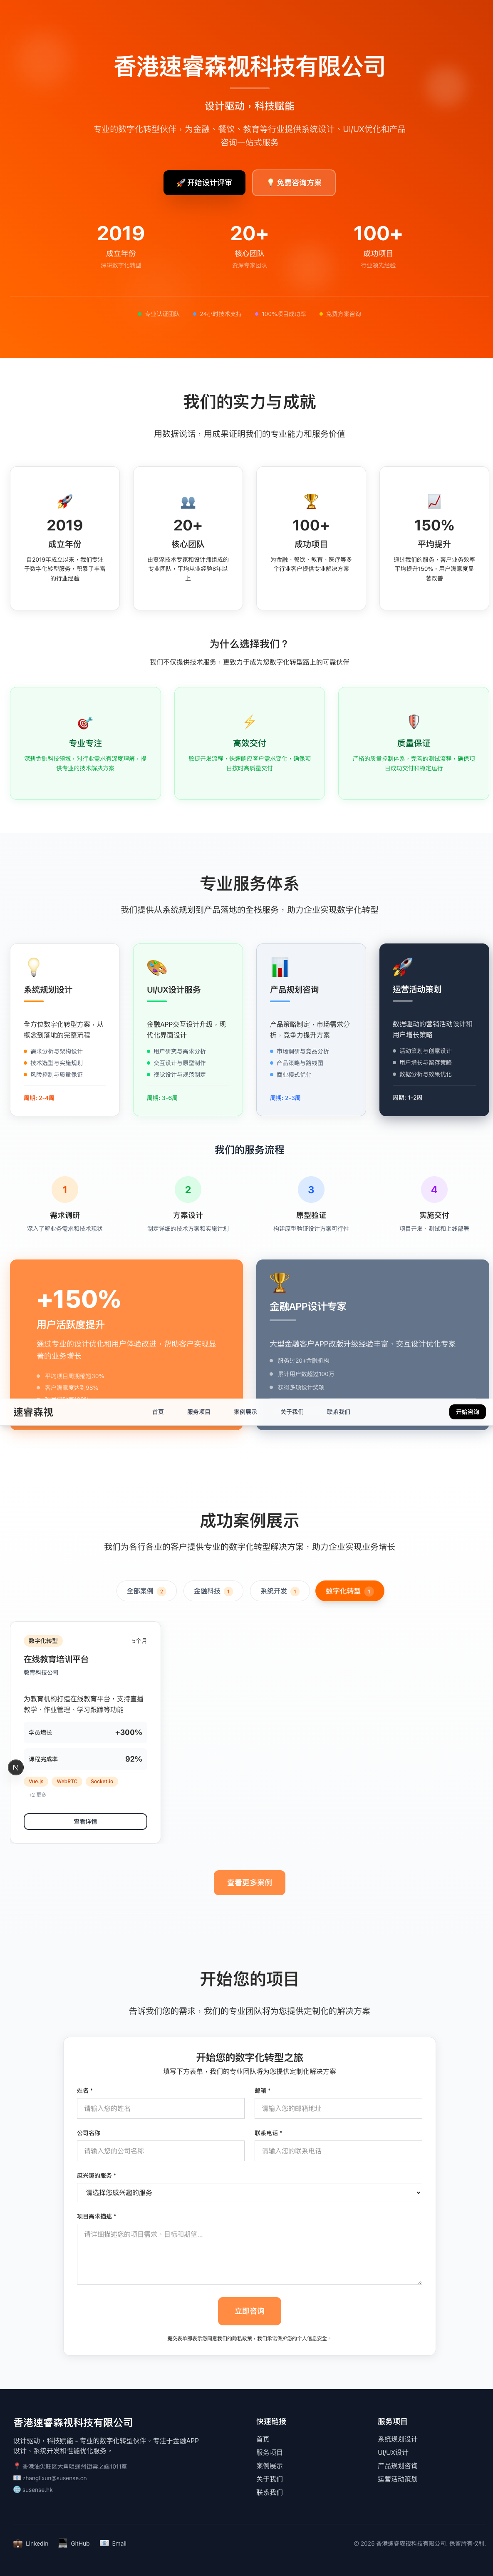 香港速睿森视科技有限公司
设计驱动，科技赋能
专业的数字化转型伙伴，为金融、餐饮、教育等行业提供系统设计、UI/UX优化和产品
咨询一站式服务
🚀 开始设计评审
💡 免费咨询方案
2019
20+
100+
成立年份
核心团队
成功项目
深耕数字化转型
资深专家团队
行业领先经验
专业认证团队
24小时技术支持
100%项目成功率
免费方案咨询
我们的实力与成就
用数据说话，用成果证明我们的专业能力和服务价值
2019
成立年份
自2019年成立以来，我们专注
于数字化转型服务，积累了丰富
的行业经验
20+
核心团队
由资深技术专家和设计师组成的
专业团队，平均从业经验8年以
上
100+
成功项目
为金融、餐饮、教育、医疗等多
个行业客户提供专业解决方案
150%
平均提升
通过我们的服务，客户业务效率
平均提升150%，用户满意度显
著改善
为什么选择我们？
我们不仅提供技术服务，更致力于成为您数字化转型路上的可靠伙伴
专业专注
深耕金融科技领域，对行业需求有深度理解，提
供专业的技术解决方案
高效交付
敏捷开发流程，快速响应客户需求变化，确保项
目按时高质量交付
质量保证
严格的质量控制体系，完善的测试流程，确保项
目成功交付和稳定运行
专业服务体系
我们提供从系统规划到产品落地的全栈服务，助力企业实现数字化转型
系统规划设计
全方位数字化转型方案，从
概念到落地的完整流程
需求分析与架构设计
技术选型与实施规划
风险控制与质量保证
周期: 2-4周
UI/UX设计服务
金融APP交互设计升级，现
代化界面设计
用户研究与需求分析
交互设计与原型制作
视觉设计与规范制定
周期: 3-6周
产品规划咨询
产品策略制定，市场需求分
析，竞争力提升方案
市场调研与竞品分析
产品策略与路线图
商业模式优化
周期: 2-3周
运营活动策划
数据驱动的营销活动设计和
用户增长策略
活动策划与创意设计
用户增长与留存策略
数据分析与效果优化
周期: 1-2周
我们的服务流程
1
2
3
4
需求调研
方案设计
原型验证
实施交付
深入了解业务需求和技术现状
制定详细的技术方案和实施计划
构建原型验证设计方案可行性
项目开发、测试和上线部署
+150%
用户活跃度提升
通过专业的设计优化和用户体验改进，帮助客户实现显
著的业务增长
平均项目周期缩短30%
客户满意度达到98%
金融APP设计专家
大型金融客户APP改版升级经验丰富，交互设计优化专家
服务过20+金融机构
累计用户数超过100万
获得多项设计奖项
速睿森视
首页
服务项目
案例展示
关于我们
联系我们
开始咨询
成功案例展示
我们为各行各业的客户提供专业的数字化转型解决方案，助力企业实现业务增长
全部案例 2
金融科技 1
系统开发 1
数字化转型 1
数字化转型
5个月
在线教育培训平台
教育科技公司
为教育机构打造在线教育平台，支持直播
教学、作业管理、学习跟踪等功能
学员增长
+300%
课程完成率
92%
N
Vue.js
WebRTC
Socket.io
+2 更多
查看详情
查看更多案例
开始您的项目
告诉我们您的需求，我们的专业团队将为您提供定制化的解决方案
开始您的数字化转型之旅
填写下方表单，我们的专业团队将为您提供定制化解决方案
姓名 *
邮箱 *
请输入您的姓名
请输入您的邮箱地址
公司名称
联系电话 *
请输入您的公司名称
请输入您的联系电话
感兴趣的服务 *
请选择您感兴趣的服务
项目需求描述 *
请详细描述您的项目需求、目标和期望...
立即咨询
提交表单即表示您同意我们的隐私政策，我们承诺保护您的个人信息安全。
香港速睿森视科技有限公司
设计驱动，科技赋能 - 专业的数字化转型伙伴。专注于金融APP
设计、系统开发和性能优化服务。
📍 香港油尖旺区大角咀通州街晋之端1011室
📧 zhanglixun@susense.cn
🌐 susense.hk
快速链接
首页
服务项目
案例展示
关于我们
联系我们
服务项目
系统规划设计
UI/UX设计
产品规划咨询
运营活动策划
LinkedIn
GitHub
Email
© 2025 香港速睿森视科技有限公司. 保留所有权利.